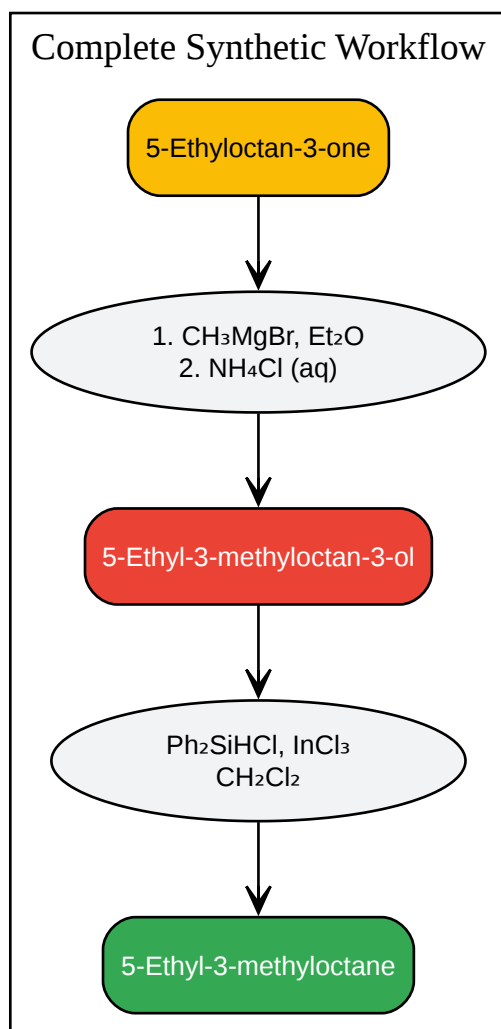 Complete Synthetic Workflow
5-Ethyloctan-3-one
1. CH₃MgBr, Et₂O
2. NH₄Cl (aq)
5-Ethyl-3-methyloctan-3-ol
Ph₂SiHCl, InCl₃
CH₂Cl₂
5-Ethyl-3-methyloctane